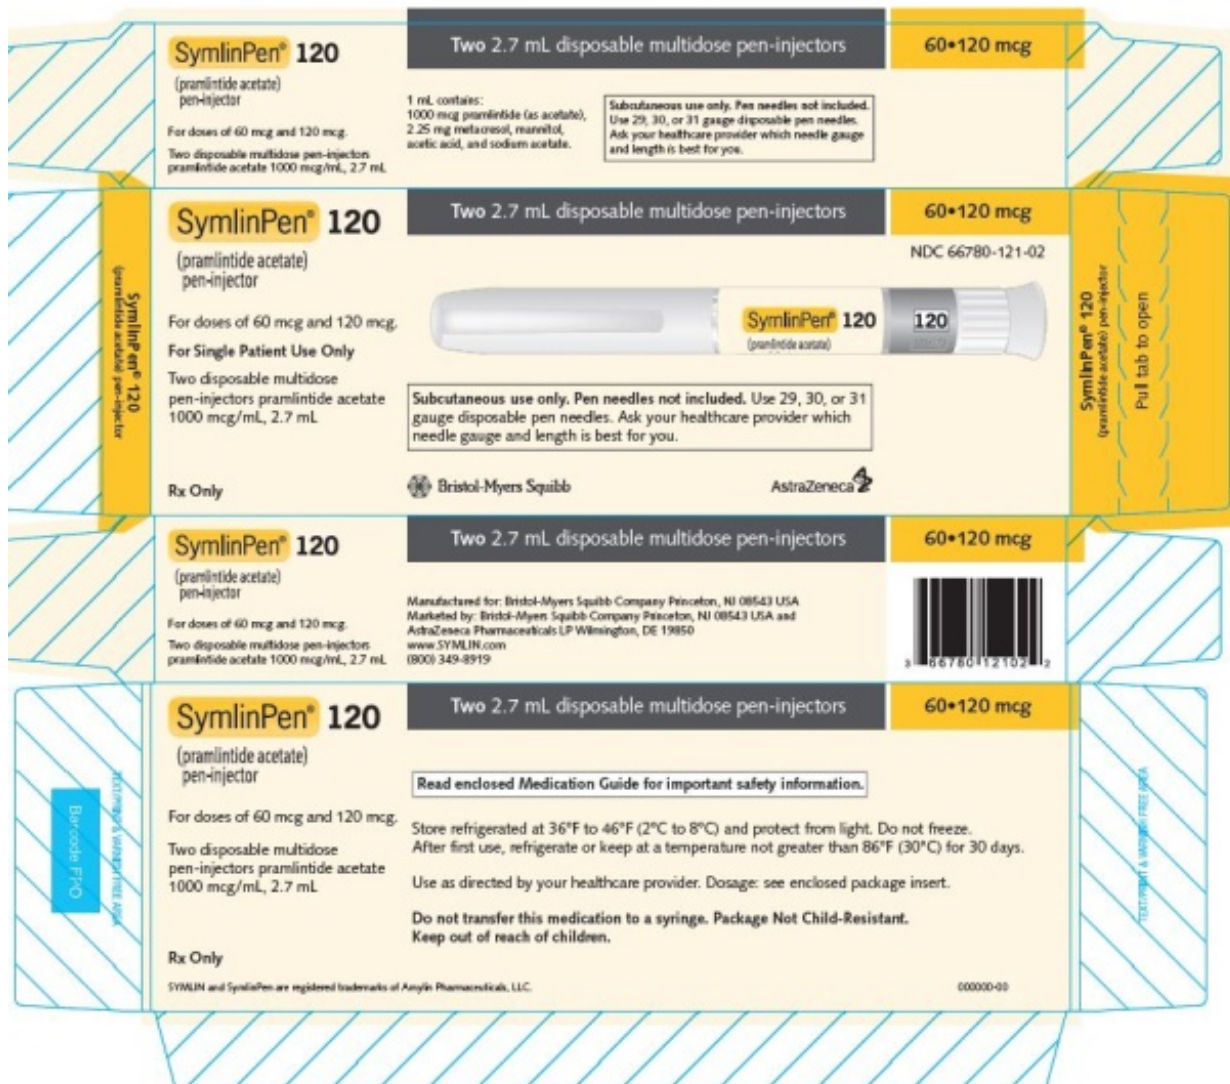 SymlinPen® 120
(pramlintide acetate)
pen-injector
For doses of 60 mcg and 120 mcg.
Two disposable multidose pen-injectors
pramlintide acetate 1000 mcg/mL, 2.7 mL
Two 2.7 mL disposable multidose pen-injectors
60•120 mcg
1 mL contains:
1000 mcg pramlintide (as acetate),
2.25 mg metacresol, mannitol,
acetic acid, and sodium acetate.
Subcutaneous use only. Pen needles not included.
Use 29, 30, or 31 gauge disposable pen needles.
Ask your healthcare provider which needle gauge
and length is best for you.
SymlinPen® 120
(pramlintide acetate) pen-injector
SymlinPen® 120
(pramlintide acetate)
pen-injector
For doses of 60 mcg and 120 mcg.
For Single Patient Use Only
Two disposable multidose
pen-injectors pramlintide acetate
1000 mcg/mL, 2.7 mL
Rx Only
Two 2.7 mL disposable multidose pen-injectors
60•120 mcg
NDC 66780-121-02
SymlinPen® 120
(pramlintide acetate)
120
Subcutaneous use only. Pen needles not included. Use 29, 30, or 31
gauge disposable pen needles. Ask your healthcare provider which
needle gauge and length is best for you.
Bristol-Myers Squibb
AstraZeneca
SymlinPen® 120
(pramlintide acetate) pen-injector
Pull tab to open
SymlinPen® 120
(pramlintide acetate)
pen-injector
For doses of 60 mcg and 120 mcg.
Two disposable multidose pen-injectors
pramlintide acetate 1000 mcg/mL, 2.7 mL
Two 2.7 mL disposable multidose pen-injectors
60•120 mcg
Manufactured for: Bristol-Myers Squibb Company Princeton, NJ 08543 USA
Marketed by: Bristol-Myers Squibb Company Princeton, NJ 08543 USA and
AstraZeneca Pharmaceuticals LP Wilmington, DE 19850
www.SYMLIN.com
(800) 349-8919
3 66780 12102 2
SymlinPen® 120
(pramlintide acetate)
pen-injector
For doses of 60 mcg and 120 mcg.
Two disposable multidose
pen-injectors pramlintide acetate
1000 mcg/mL, 2.7 mL
Rx Only
Two 2.7 mL disposable multidose pen-injectors
60•120 mcg
Read enclosed Medication Guide for important safety information.
Store refrigerated at 36°F to 46°F (2°C to 8°C) and protect from light. Do not freeze.
After first use, refrigerate or keep at a temperature not greater than 86°F (30°C) for 30 days.
Use as directed by your healthcare provider. Dosage: see enclosed package insert.
Do not transfer this medication to a syringe. Package Not Child-Resistant.
Keep out of reach of children.
SYMLIN and SymlinPen are registered trademarks of Amylin Pharmaceuticals, LLC.
000000-00
Barcode FPO
TEXT/PRINT & VARNISH FREE AREA
TEXT/PRINT & VARNISH FREE AREA